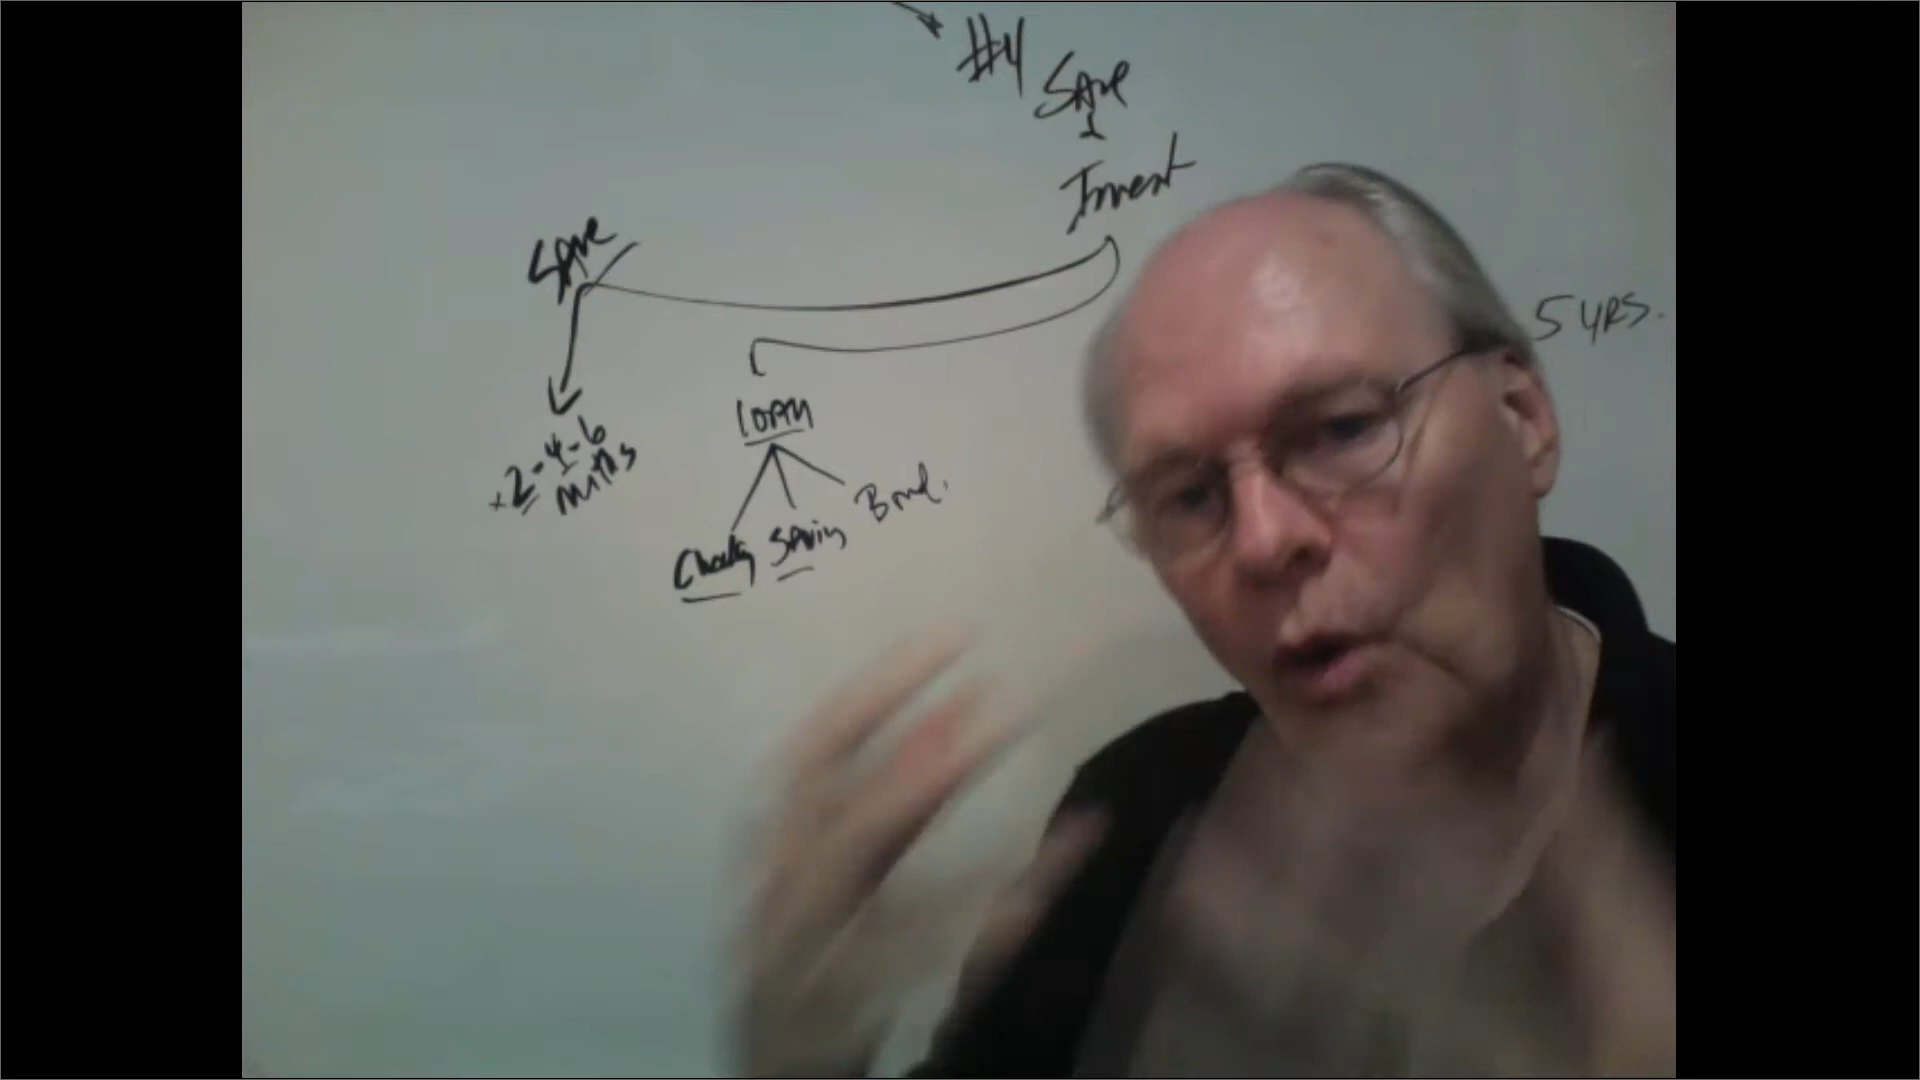 #4
Save
&
Invest
Save
5 YRS.
2-4-6
mnths
loan
Bond.
Checking Saving